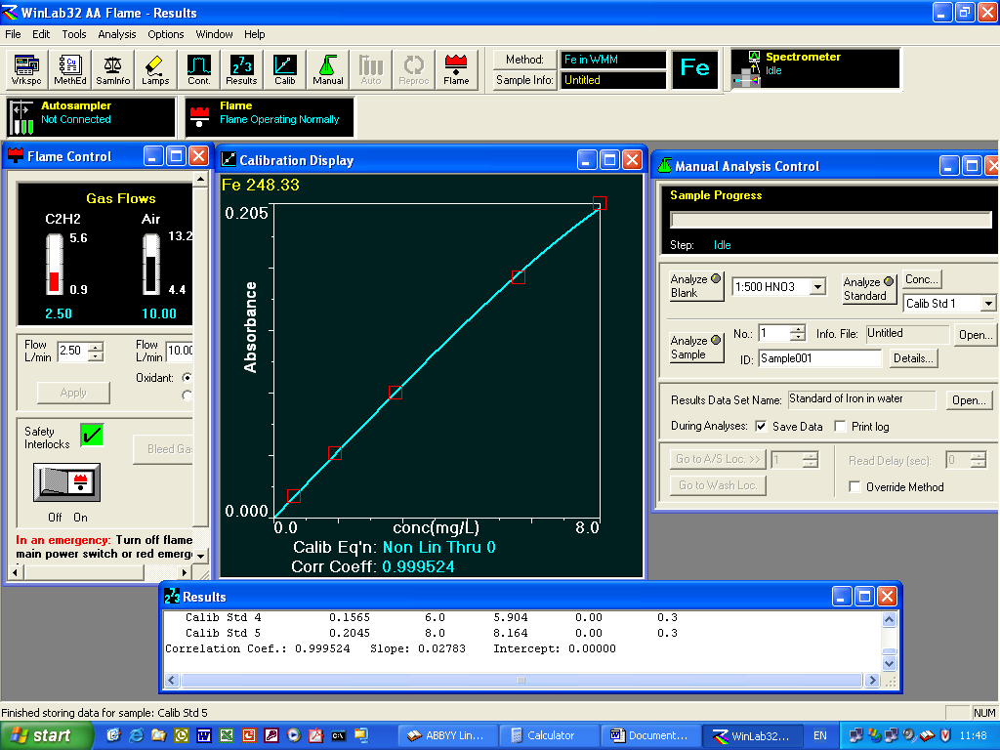 WinLab32 AA Flame - Results
File Edit Tools Analysis Options Window Help
Wrkspc MethEd SamInfo Lamps Cont. Results Calib Manual Auto Reproc Flame
Method: Fe in WMM
Sample Info: Untitled
Fe
Spectrometer
Idle
Autosampler
Not Connected
Flame
Flame Operating Normally
Flame Control
Gas Flows
C2H2 Air
5.6 13.2
0.9 4.4
2.50 10.00
Flow L/min 2.50 Flow L/min 10.00
Oxidant:
Apply
Safety Interlocks
Bleed Gas
Off On
In an emergency: Turn off flame
main power switch or red emerg
Calibration Display
Fe 248.33
0.205
Absorbance
0.000
0.0 conc(mg/L) 8.0
Calib Eq'n: Non Lin Thru 0
Corr Coeff: 0.999524
Manual Analysis Control
Sample Progress
Step: Idle
Analyze Blank 1:500 HNO3 Analyze Standard Conc...
Calib Std 1
Analyze Sample No.: 1 Info. File: Untitled Open...
ID: Sample001 Details...
Results Data Set Name: Standard of Iron in water Open...
During Analyses: Save Data Print log
Go to A/S Loc. >> 1 Read Delay (sec): 0
Go to Wash Loc. Override Method
Results
Calib Std 4 0.1565 6.0 5.904 0.00 0.3
Calib Std 5 0.2045 8.0 8.164 0.00 0.3
Correlation Coef.: 0.999524 Slope: 0.02783 Intercept: 0.00000
Finished storing data for sample: Calib Std 5
NUM
start ABBYY Lin... Calculator Document... WinLab32... EN 11:48